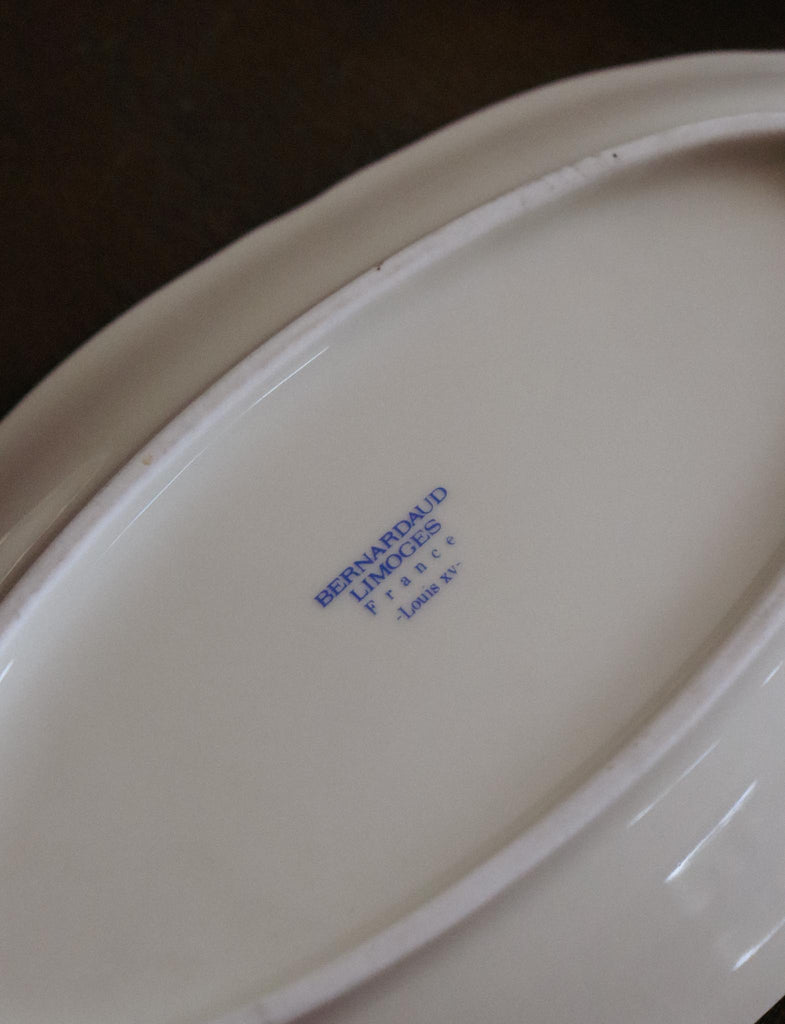 BERNARDAUD
LIMOGES
France
-Louis XV-